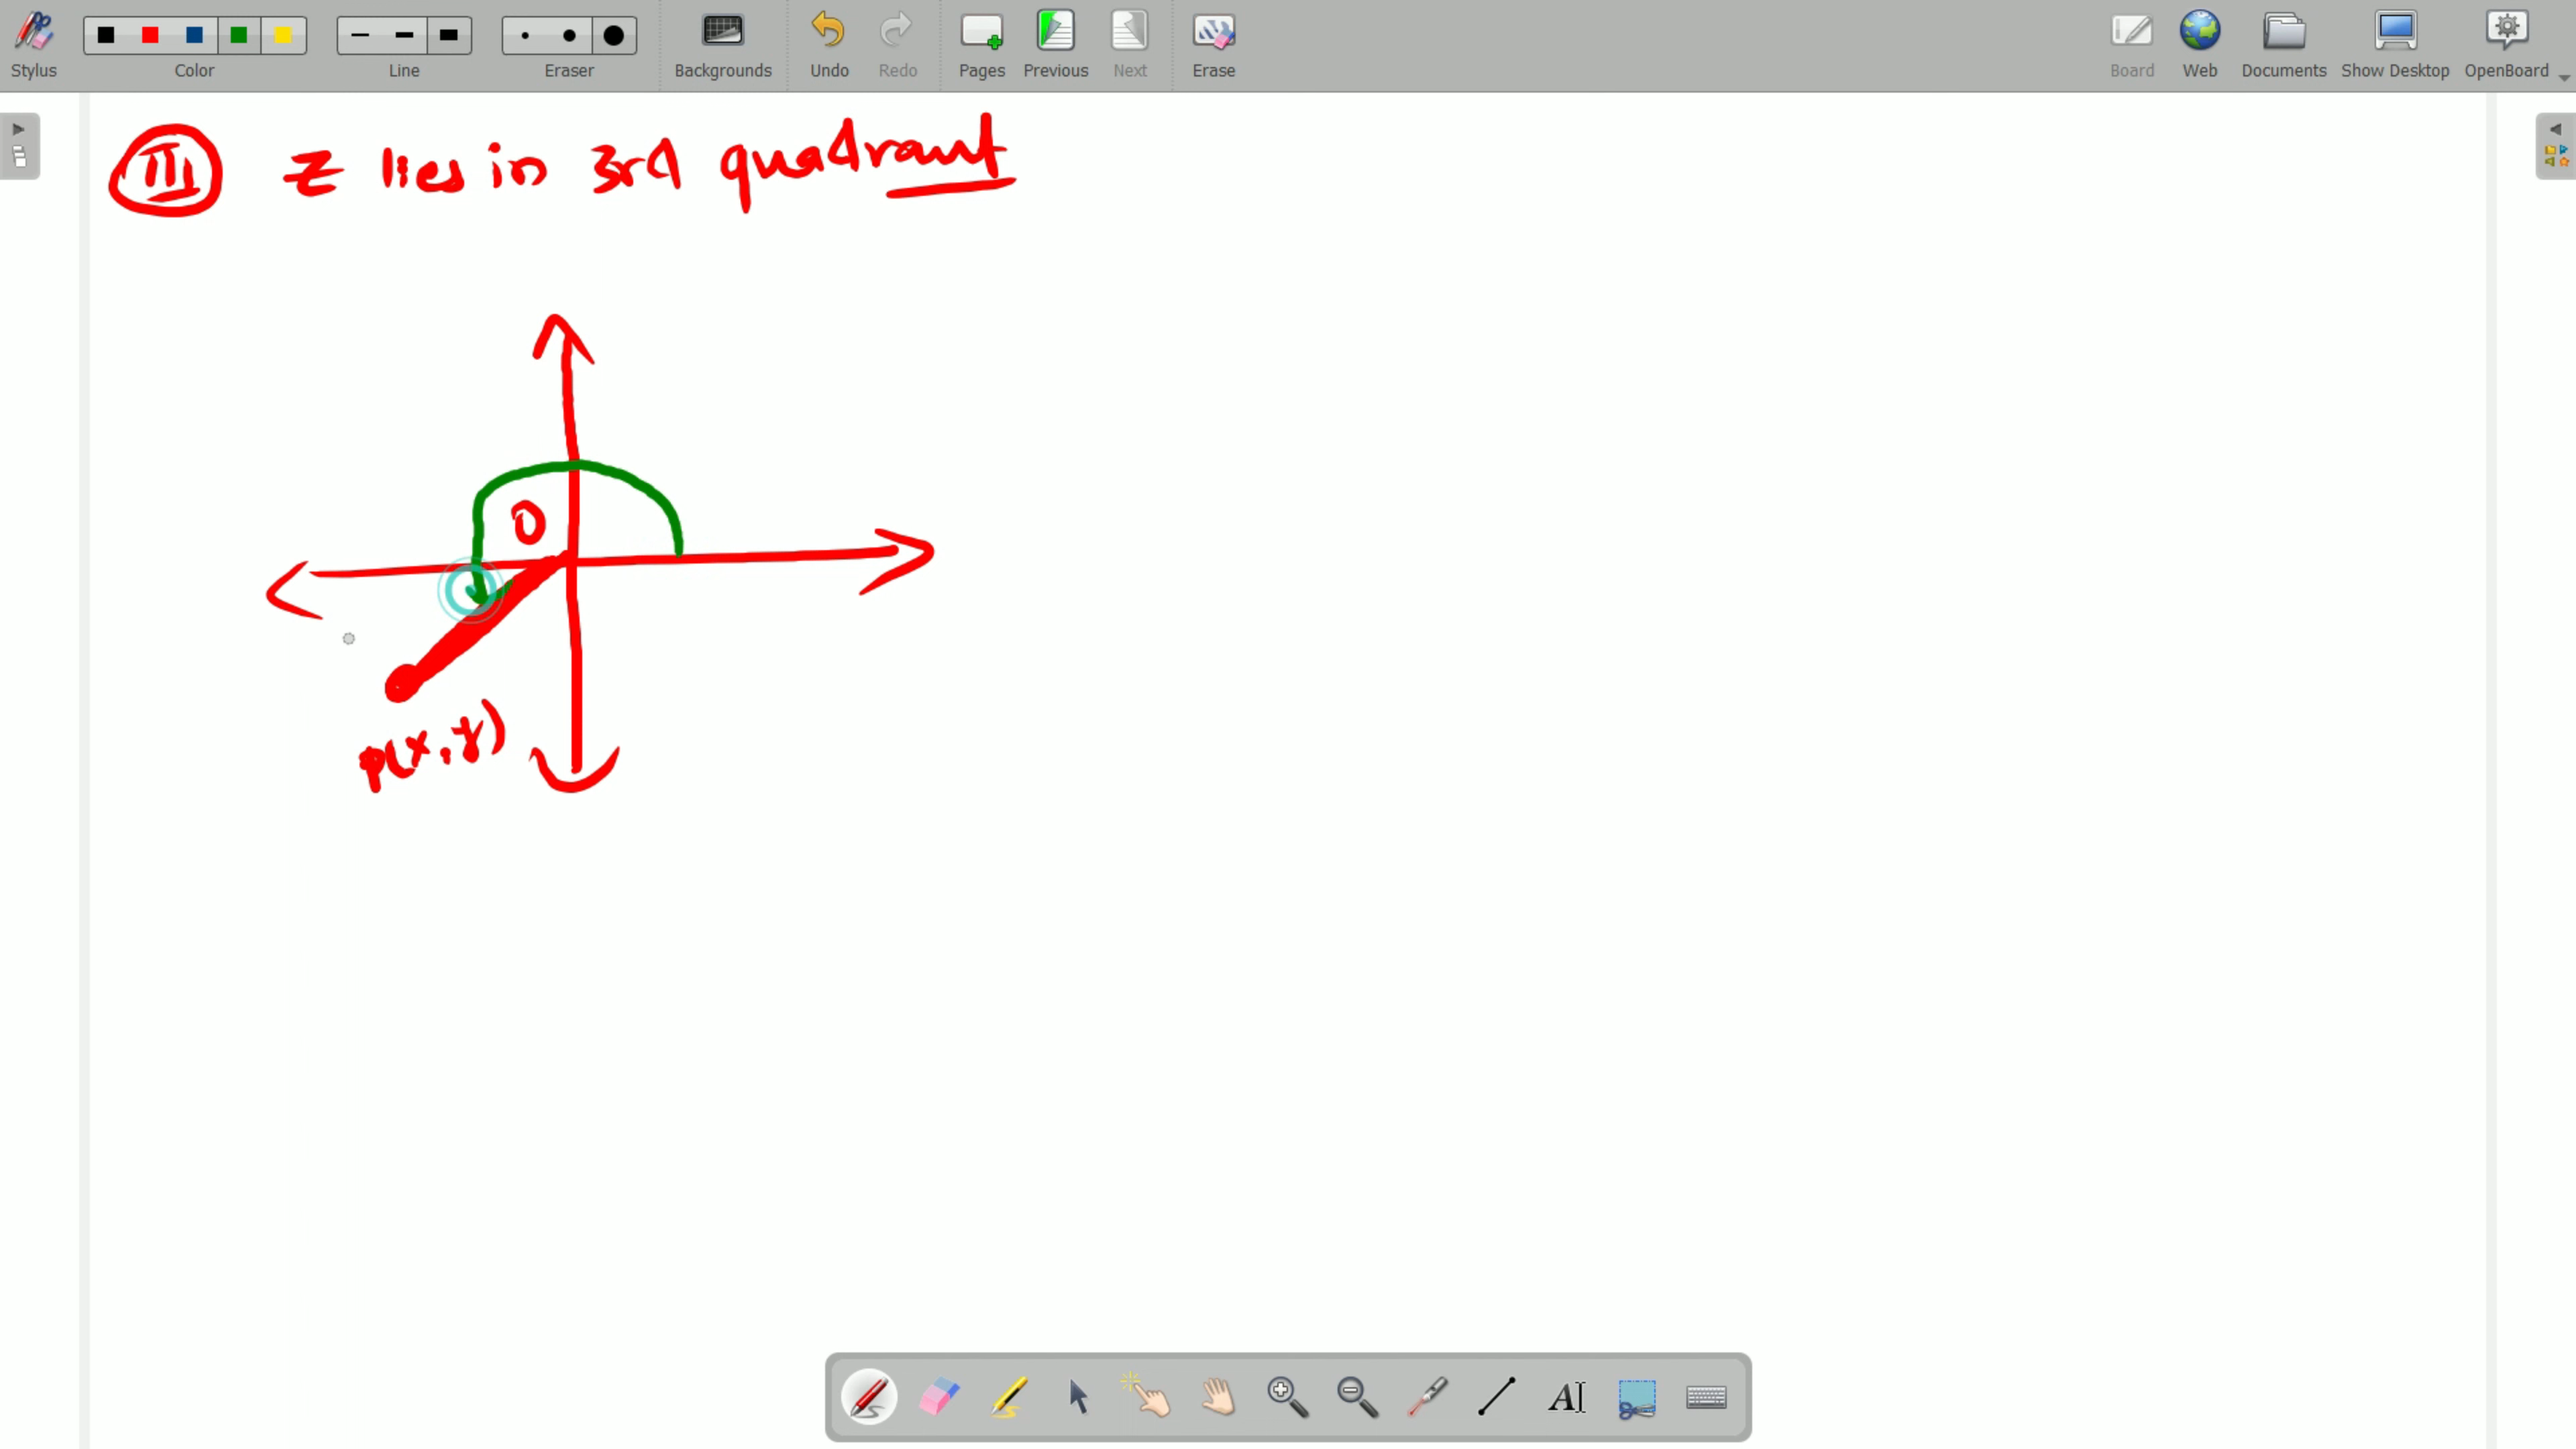 Stylus Color Line Eraser Backgrounds Undo Redo Pages Previous Next Erase Board Web Documents Show Desktop OpenBoard
III z lies in 3rd quadrant
O
P(x,y)